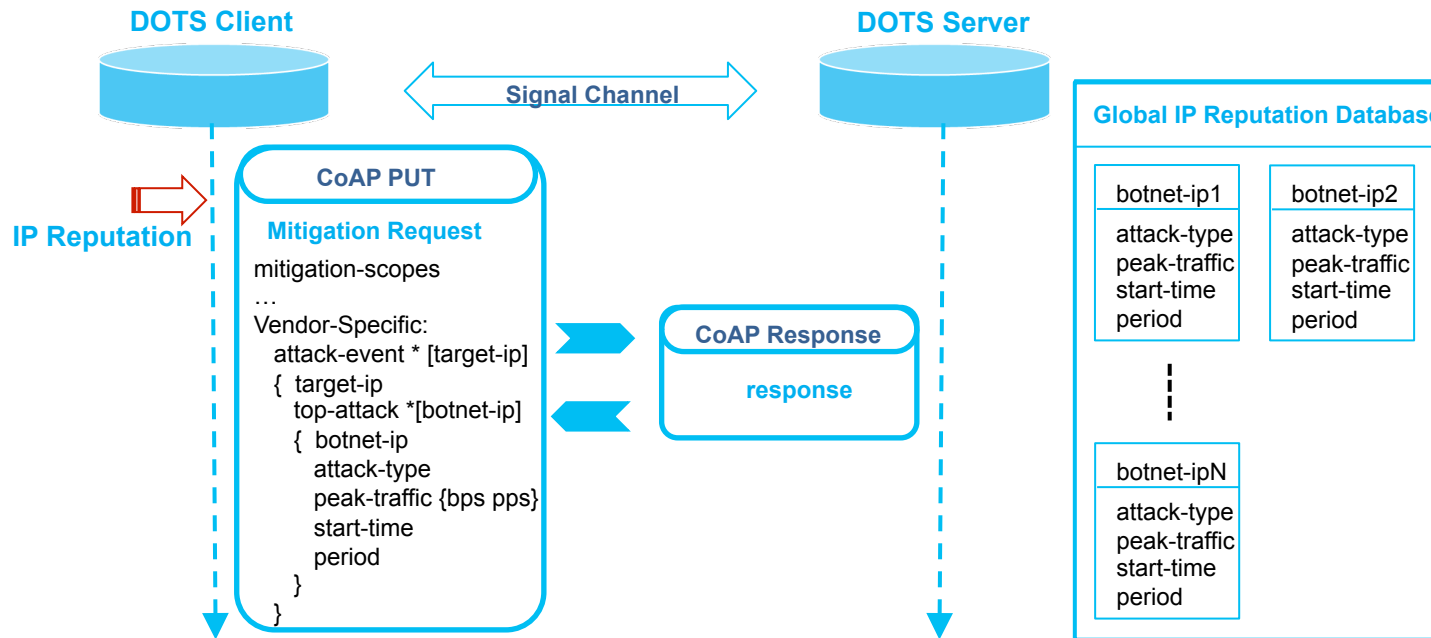 DOTS Client
DOTS Server
Signal Channel
IP Reputation
CoAP PUT
Mitigation Request
mitigation-scopes
…
Vendor-Specific:
attack-event * [target-ip]
{ target-ip
top-attack *[botnet-ip]
{ botnet-ip
attack-type
peak-traffic {bps pps}
start-time
period
}
}
CoAP Response
response
Global IP Reputation Database
botnet-ip1
attack-type
peak-traffic
start-time
period
botnet-ip2
attack-type
peak-traffic
start-time
period
botnet-ipN
attack-type
peak-traffic
start-time
period